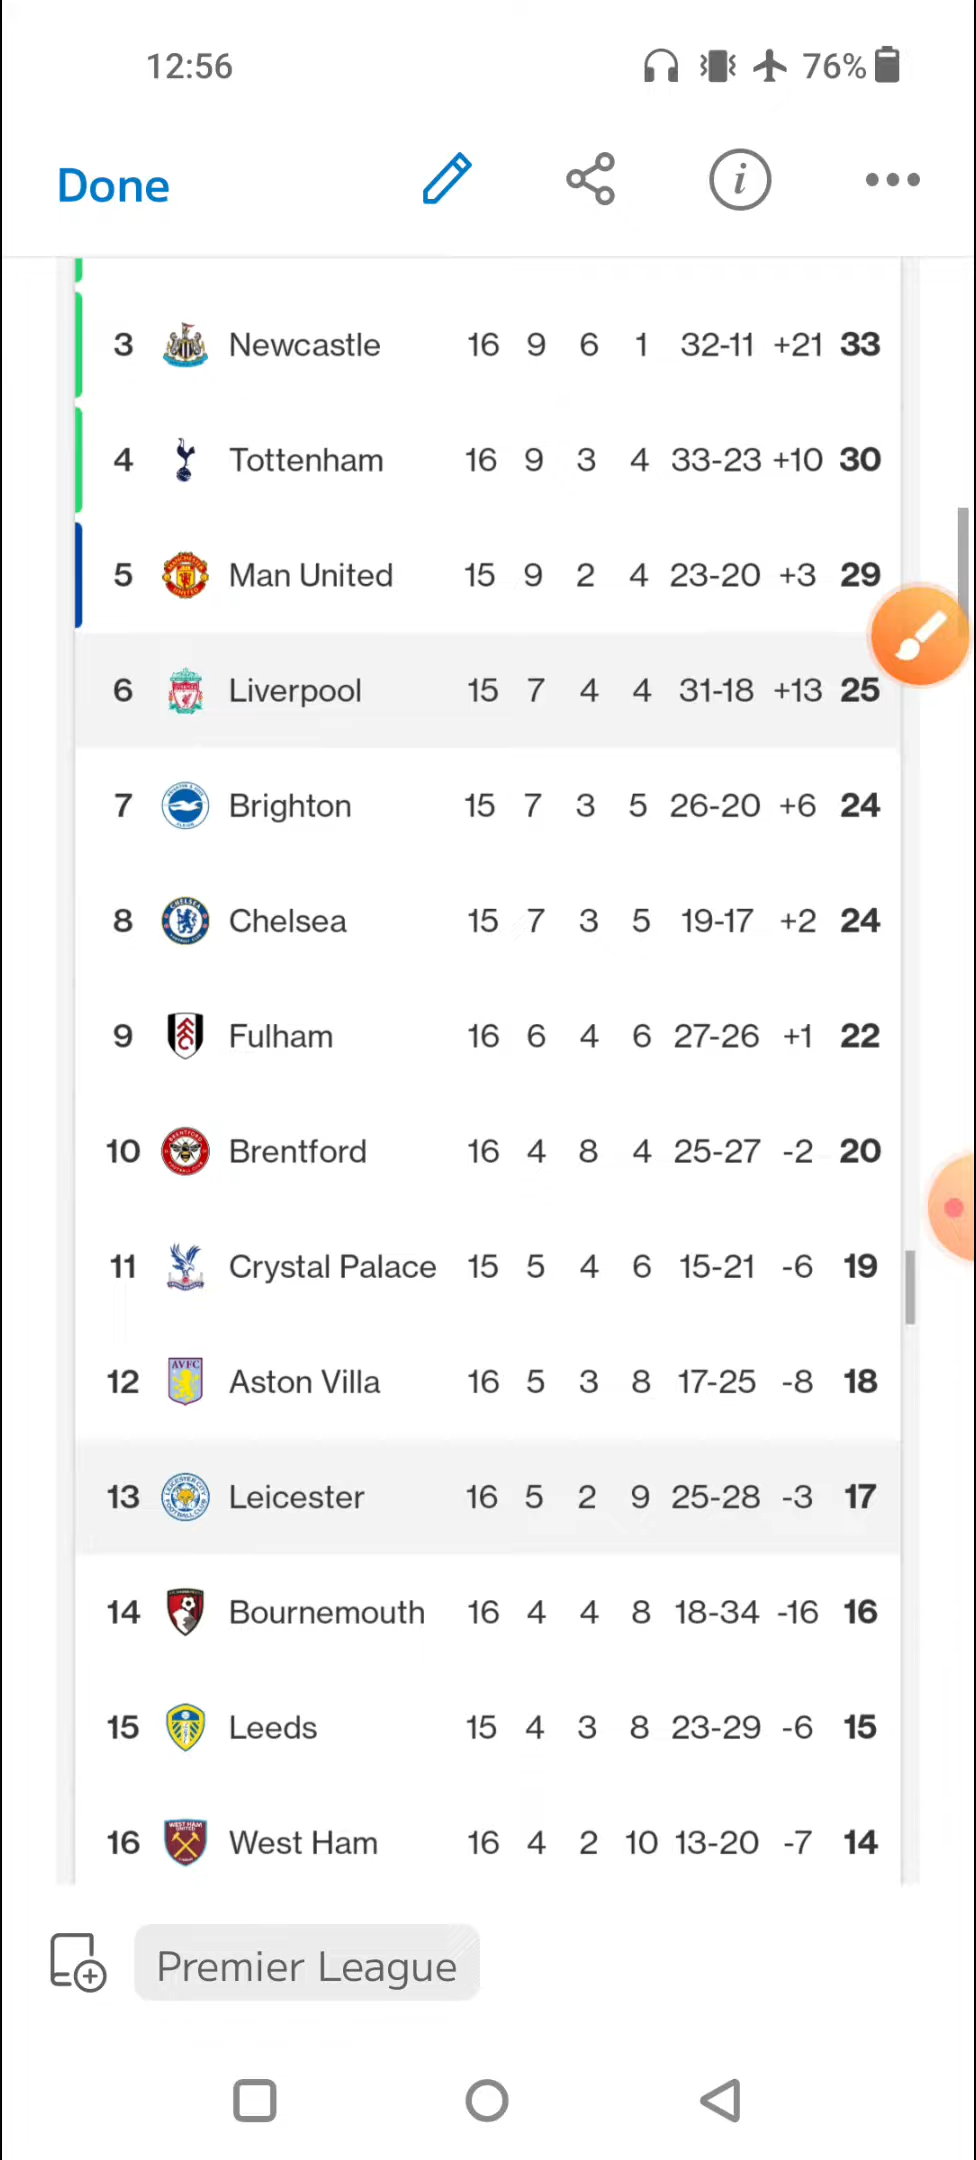 12:56 76%
Done
3 Newcastle 16 9 6 1 32-11 +21 33
4 Tottenham 16 9 3 4 33-23 +10 30
5 Man United 15 9 2 4 23-20 +3 29
6 Liverpool 15 7 4 4 31-18 +13 25
7 Brighton 15 7 3 5 26-20 +6 24
8 Chelsea 15 7 3 5 19-17 +2 24
9 Fulham 16 6 4 6 27-26 +1 22
10 Brentford 16 4 8 4 25-27 -2 20
11 Crystal Palace 15 5 4 6 15-21 -6 19
12 AVFC Aston Villa 16 5 3 8 17-25 -8 18
13 Leicester 16 5 2 9 25-28 -3 17
14 Bournemouth 16 4 4 8 18-34 -16 16
15 Leeds 15 4 3 8 23-29 -6 15
16 West Ham 16 4 2 10 13-20 -7 14
Premier League